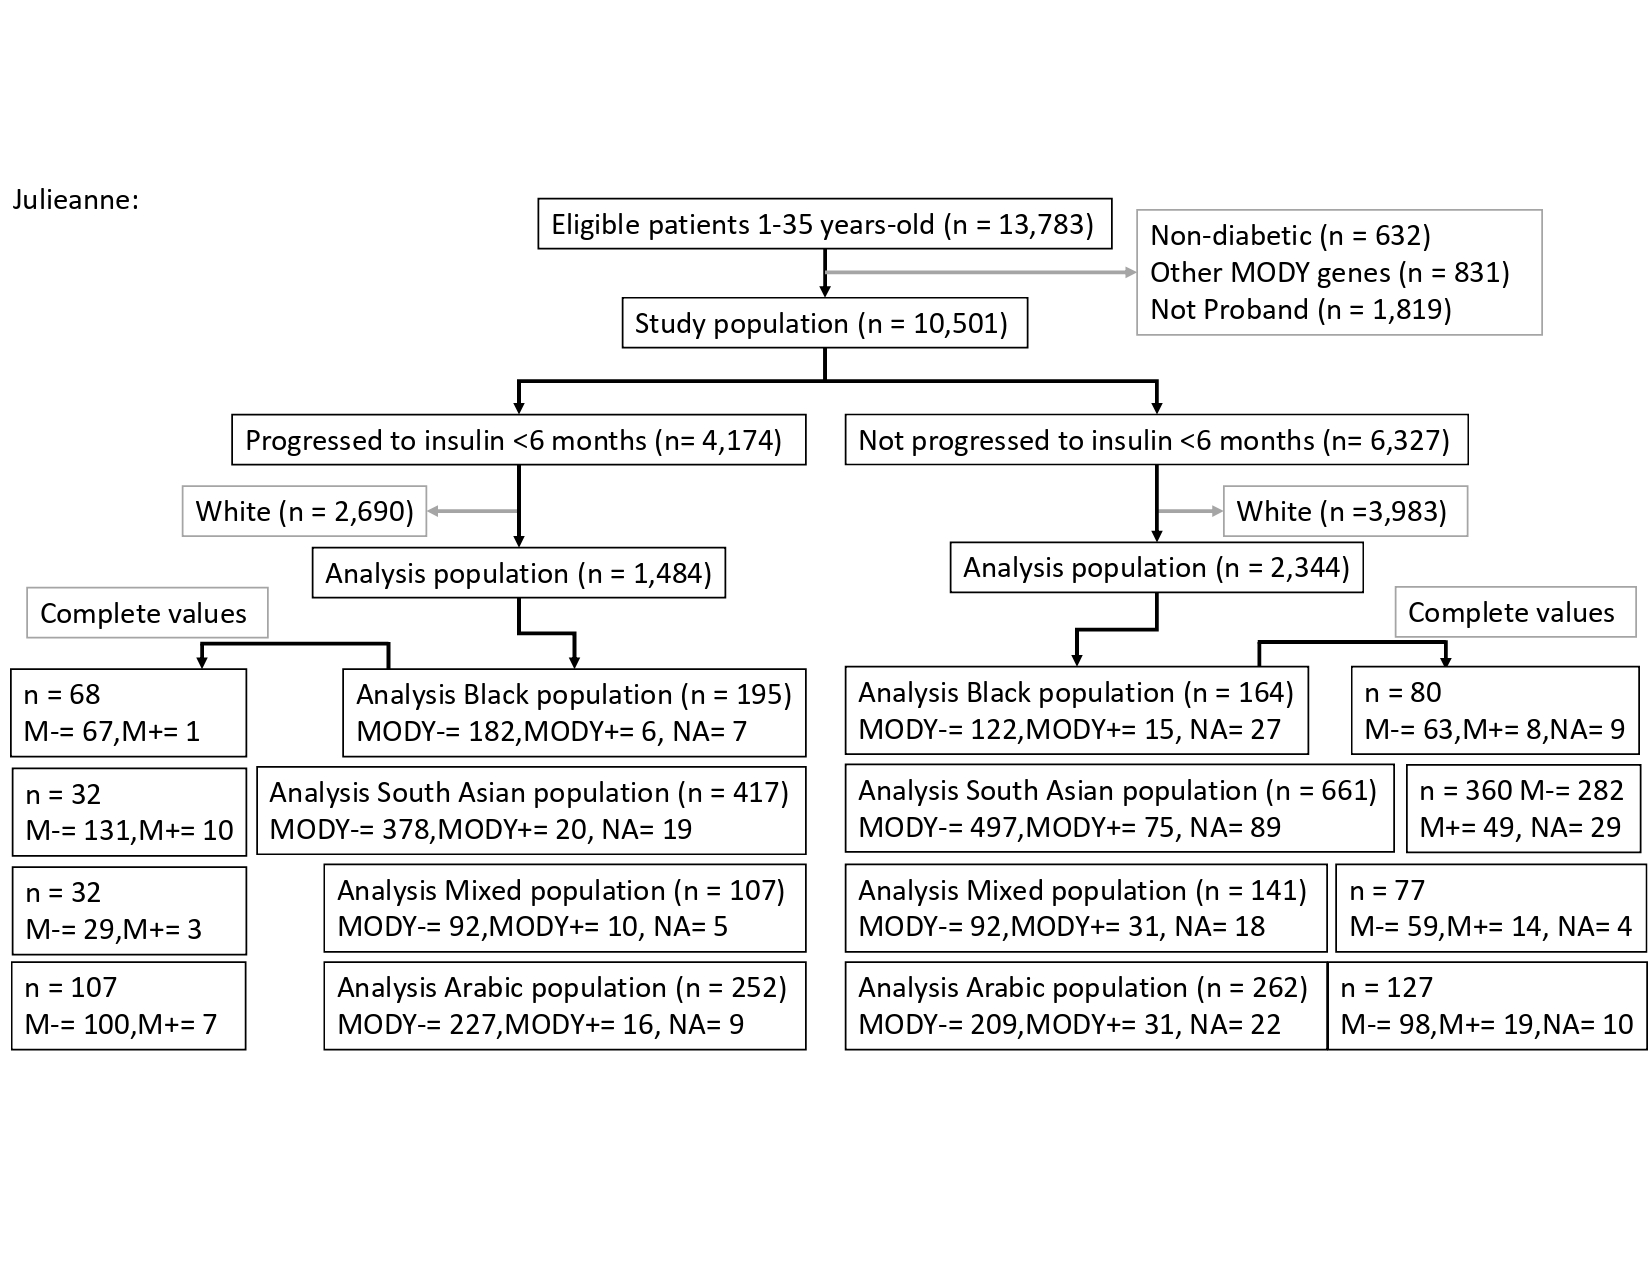 Julieanne:
Eligible patients 1-35 years-old (n = 13,783)
Non-diabetic (n = 632)
Other MODY genes (n = 831)
Not Proband (n = 1,819)
Study population (n = 10,501)
Progressed to insulin <6 months (n= 4,174)
Not progressed to insulin <6 months (n= 6,327)
White (n = 2,690)
White (n =3,983)
Analysis population (n = 1,484)
Analysis population (n = 2,344)
Complete values
Complete values
n = 68
M-= 67,M+= 1
Analysis Black population (n = 195)
MODY-= 182,MODY+= 6, NA= 7
Analysis Black population (n = 164)
MODY-= 122,MODY+= 15, NA= 27
n = 80
M-= 63,M+= 8,NA= 9
n = 32
M-= 131,M+= 10
Analysis South Asian population (n = 417)
MODY-= 378,MODY+= 20, NA= 19
Analysis South Asian population (n = 661)
MODY-= 497,MODY+= 75, NA= 89
n = 360 M-= 282
M+= 49, NA= 29
n = 32
M-= 29,M+= 3
Analysis Mixed population (n = 107)
MODY-= 92,MODY+= 10, NA= 5
Analysis Mixed population (n = 141)
MODY-= 92,MODY+= 31, NA= 18
n = 77
M-= 59,M+= 14, NA= 4
n = 107
M-= 100,M+= 7
Analysis Arabic population (n = 252)
MODY-= 227,MODY+= 16, NA= 9
Analysis Arabic population (n = 262)
MODY-= 209,MODY+= 31, NA= 22
n = 127
M-= 98,M+= 19,NA= 10